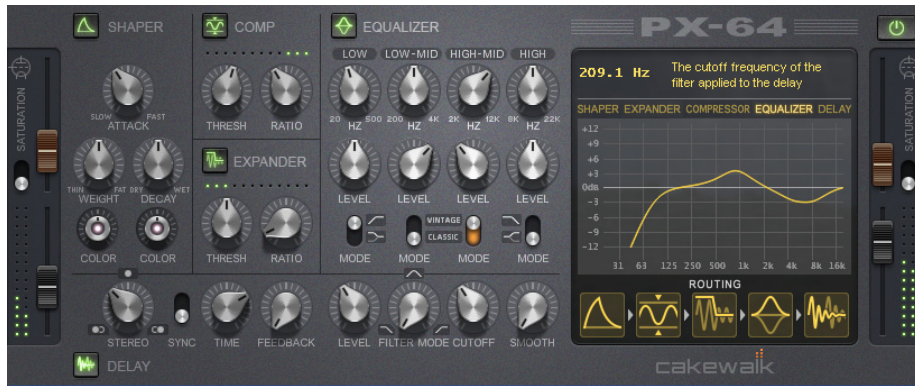 SHAPER
COMP
EQUALIZER
PX-64
LOW LOW-MID HIGH-MID HIGH
209.1 Hz
The cutoff frequency of the
filter applied to the delay
SATURATION
SLOW FAST
ATTACK
THRESH RATIO
20 HZ 500 200 HZ 4K 2K HZ 12K 8K HZ 22K
SHAPER EXPANDER COMPRESSOR EQUALIZER DELAY
SATURATION
+12
+9
+6
+3
0dB
-3
-6
-9
-12
31 63 125 250 500 1k 2k 4k 8k 16k
EXPANDER
THIN FAT DRY WET
WEIGHT DECAY
LEVEL LEVEL LEVEL LEVEL
VINTAGE
CLASSIC
COLOR COLOR
THRESH RATIO
MODE MODE MODE MODE
ROUTING
STEREO SYNC TIME FEEDBACK LEVEL FILTER MODE CUTOFF SMOOTH
DELAY
cakewalk